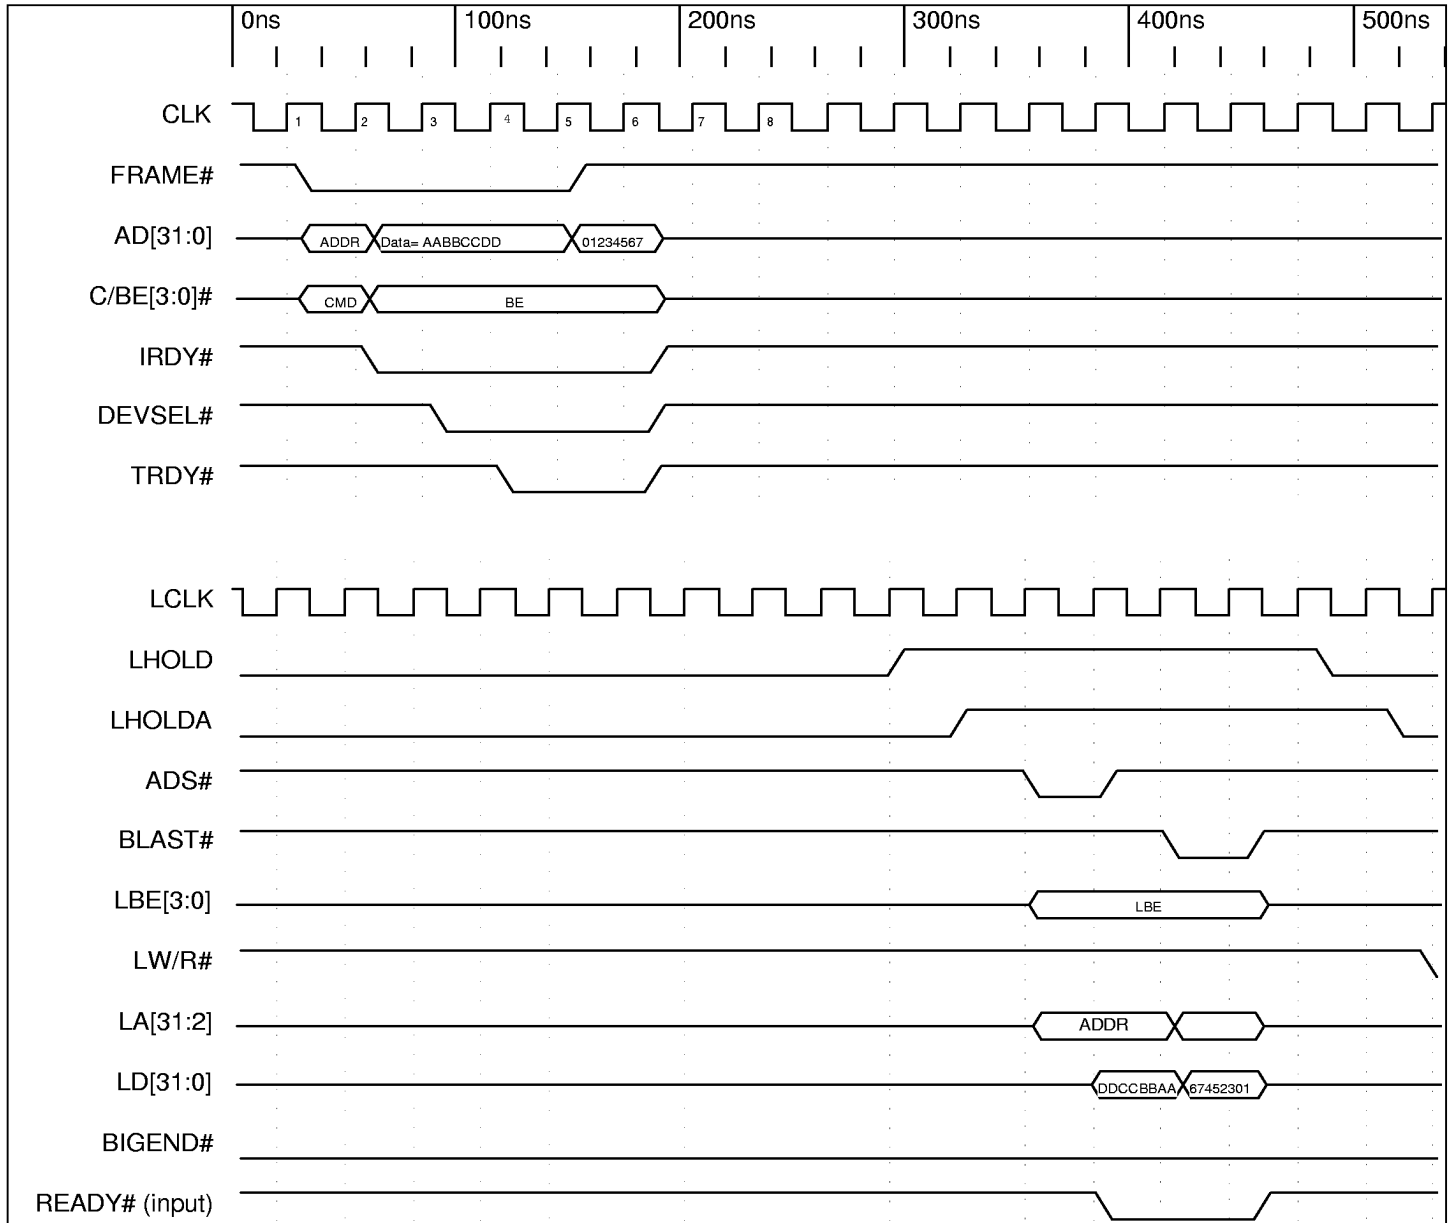 0ns 100ns 200ns 300ns 400ns 500ns
CLK 1 2 3 4 5 6 7 8
FRAME#
AD[31:0] ADDR Data= AABBCCDD 01234567
C/BE[3:0]# CMD BE
IRDY#
DEVSEL#
TRDY#
LCLK
LHOLD
LHOLDA
ADS#
BLAST#
LBE[3:0] LBE
LW/R#
LA[31:2] ADDR
LD[31:0] DDCCBBAA 67452301
BIGEND#
READY# (input)